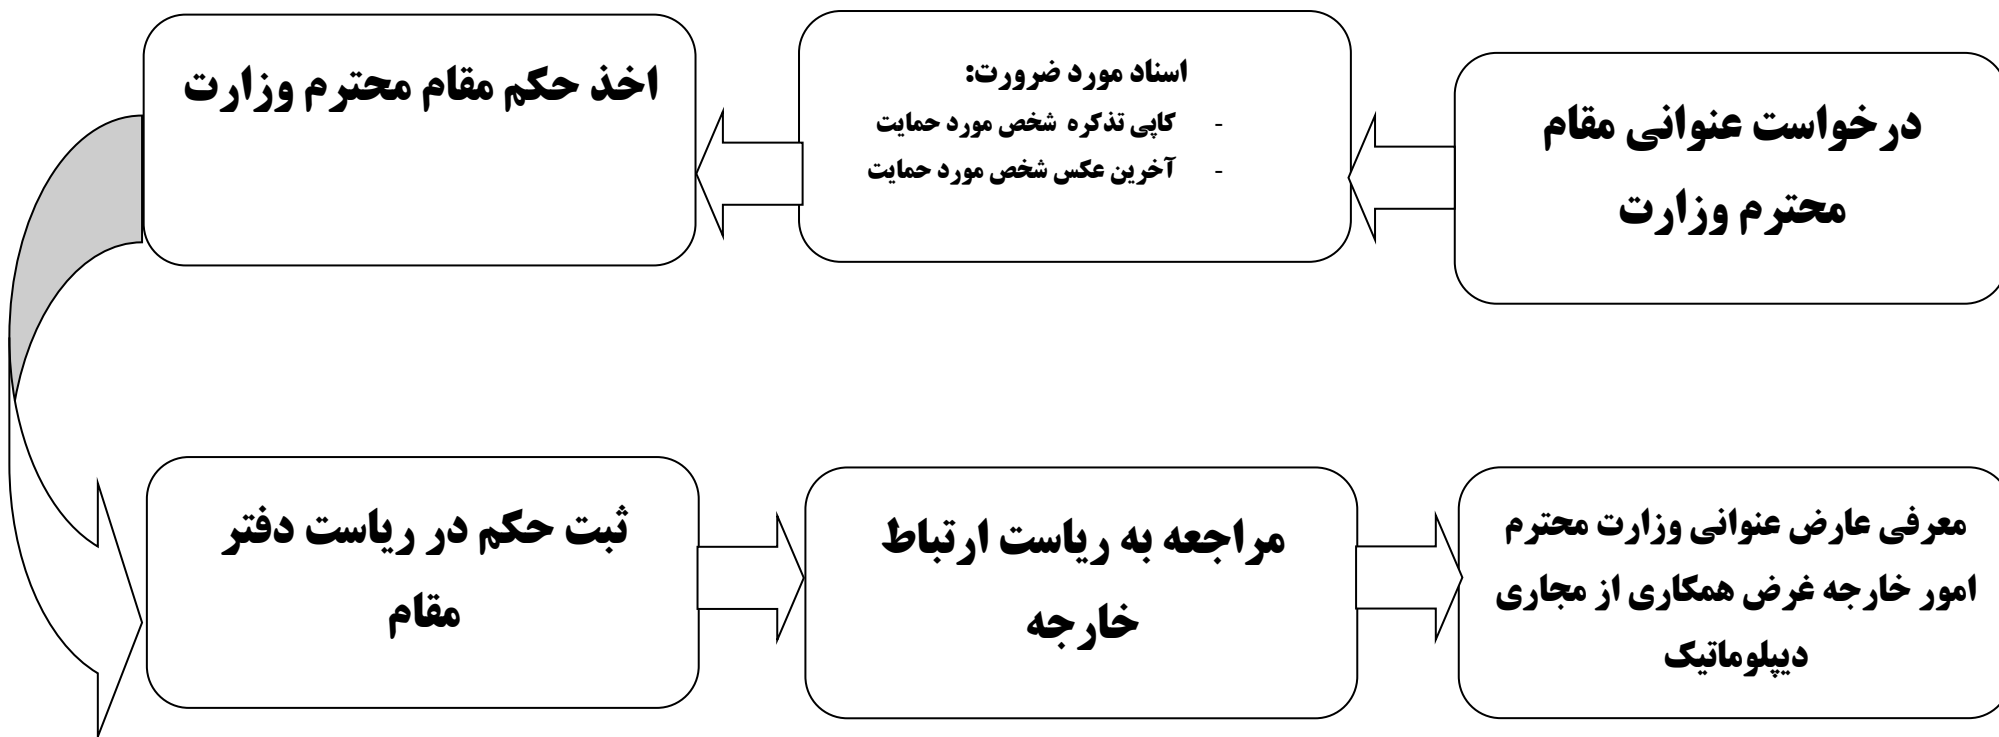 درخواست عنوانی مقام
محترم وزارت
اسناد مورد ضرورت:
- کاپی تذکره شخص مورد حمایت
- آخرین عکس شخص مورد حمایت
اخذ حکم مقام محترم وزارت
ثبت حکم در ریاست دفتر
مقام
مراجعه به ریاست ارتباط
خارجه
معرفی عارض عنوانی وزارت محترم
امور خارجه غرض همکاری از مجاری
دیپلوماتیک